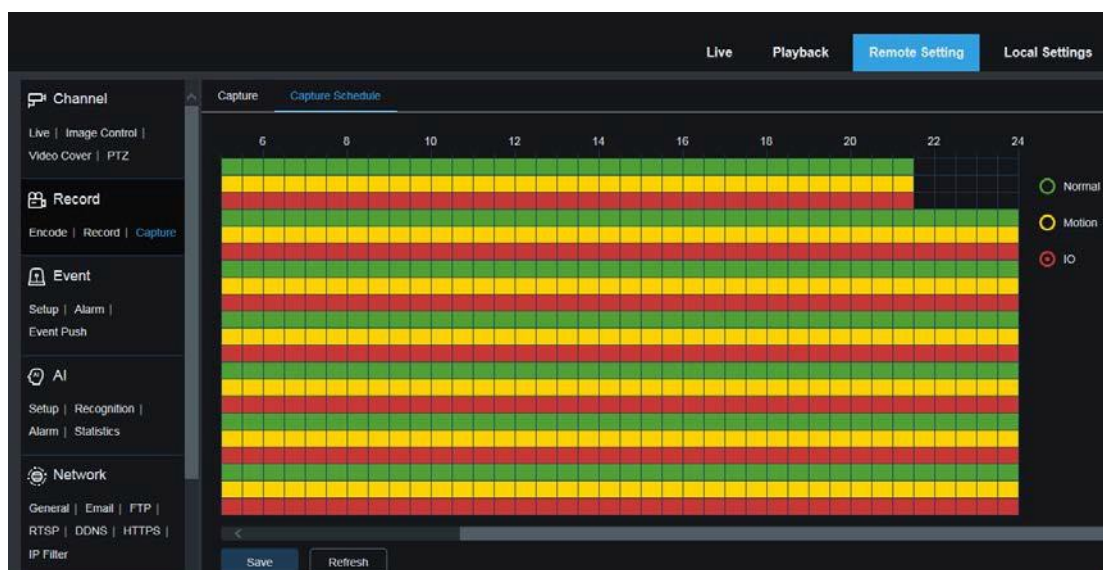 Live Playback Remote Setting Local Settings
Channel
Live | Image Control |
Video Cover | PTZ
Record
Encode | Record | Capture
Event
Setup | Alarm |
Event Push
AI
Setup | Recognition |
Alarm | Statistics
Network
General | Email | FTP |
RTSP | DDNS | HTTPS |
IP Filter
Capture Capture Schedule
6 8 10 12 14 16 18 20 22 24
Normal
Motion
IO
Save Refresh